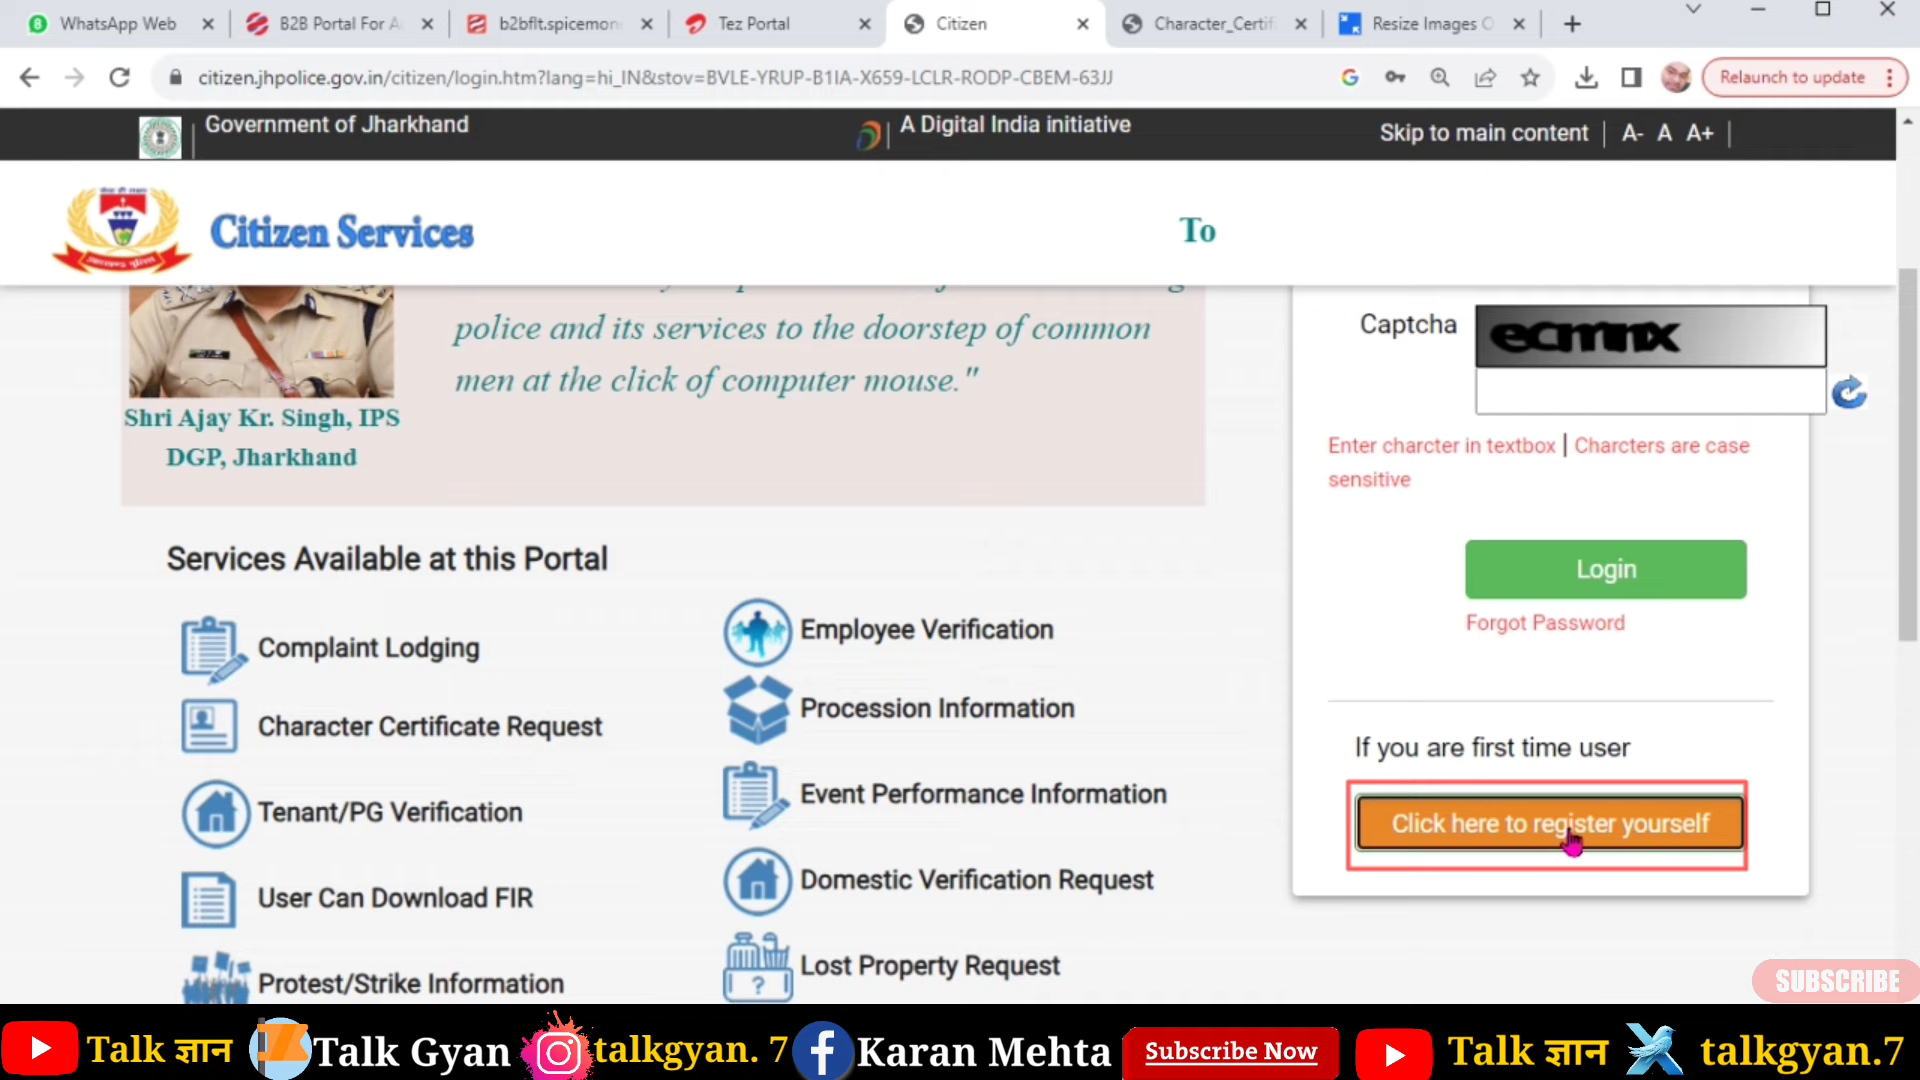 WhatsApp Web
B2B Portal For A
b2bflt.spicemon
Tez Portal
Citizen
Character_Certif
Resize Images O
citizen.jhpolice.gov.in/citizen/login.htm?lang=hi_IN&stov=BVLE-YRUP-B1IA-X659-LCLR-RODP-CBEM-63JJ
Relaunch to update
Government of Jharkhand
A Digital India initiative
Skip to main content | A- A A+ |
Citizen Services
To
police and its services to the doorstep of common
men at the click of computer mouse."
Shri Ajay Kr. Singh, IPS
DGP, Jharkhand
Captcha
ecmnx
Enter charcter in textbox | Charcters are case
sensitive
Login
Forgot Password
If you are first time user
Click here to register yourself
Services Available at this Portal
Complaint Lodging
Character Certificate Request
Tenant/PG Verification
User Can Download FIR
Protest/Strike Information
Employee Verification
Procession Information
Event Performance Information
Domestic Verification Request
Lost Property Request
SUBSCRIBE
Talk ज्ञान
Talk Gyan
talkgyan. 7
Karan Mehta
Subscribe Now
Talk ज्ञान
talkgyan.7